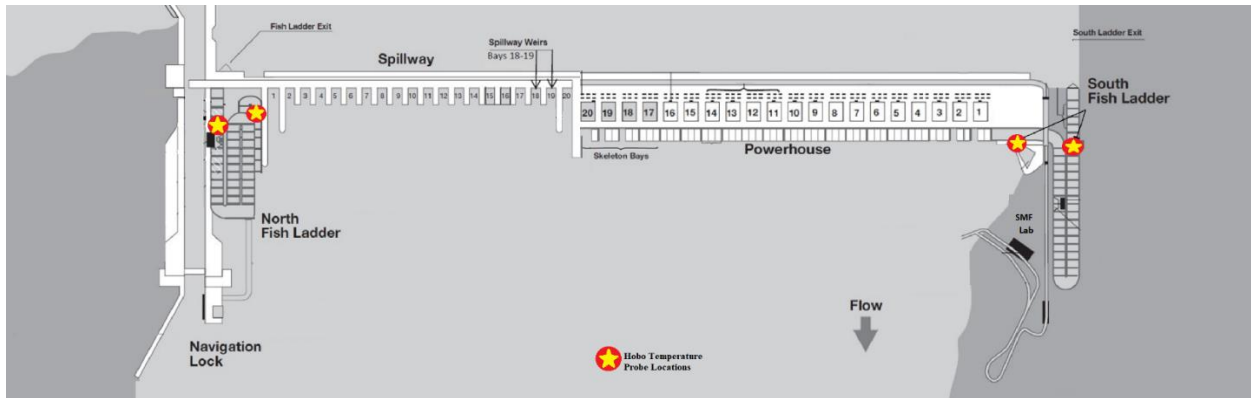 Fish Ladder Exit
South Ladder Exit
Spillway Weirs
Bays 18-19
Spillway
South
Fish Ladder
1 2 3 4 5 6 7 8 9 10 11 12 13 14 15 16 17 18 19 20
20 19 18 17 16 15 14 13 12 11 10 9 8 7 6 5 4 3 2 1
Skeleton Bays
Powerhouse
North
Fish Ladder
SMF
Lab
Flow
Navigation
Lock
Hobo Temperature
Probe Locations